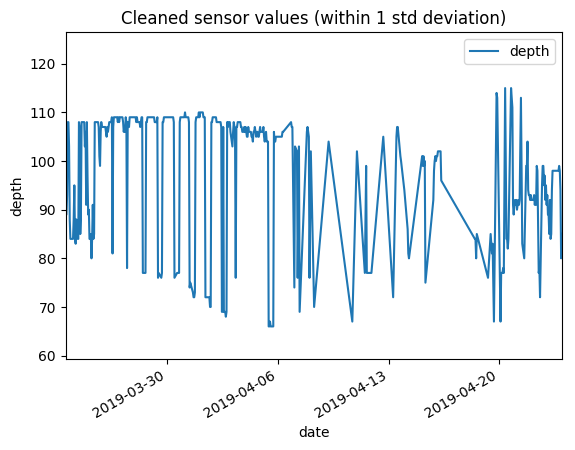 Cleaned sensor values (within 1 std deviation)
depth
120
110
100
90
80
70
60
depth
2019-03-30
2019-04-06
2019-04-13
2019-04-20
date